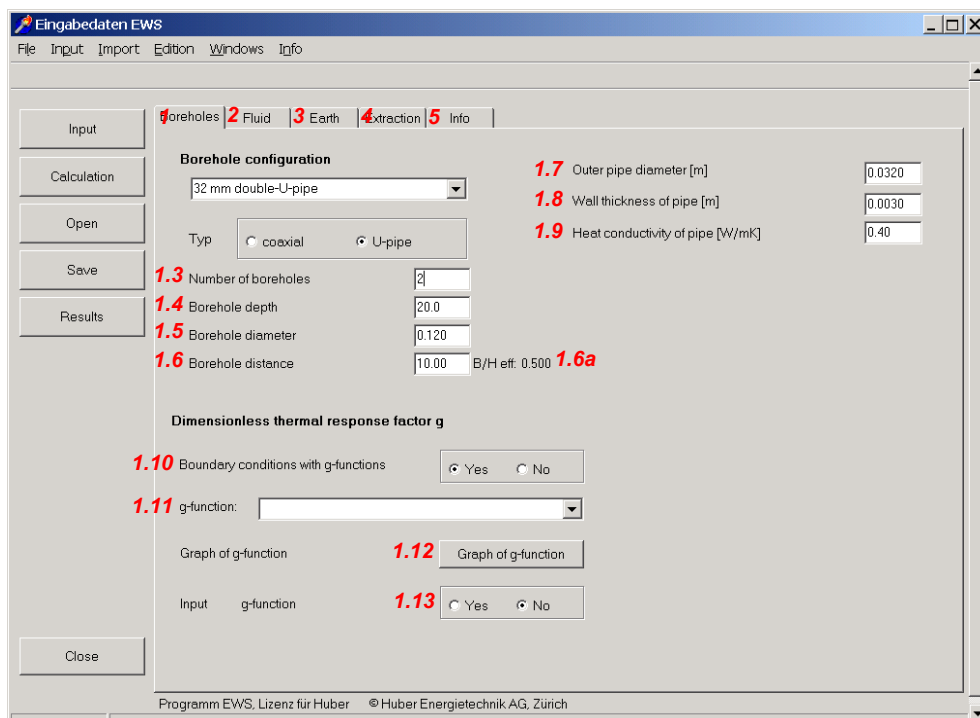 Eingabedaten EWS
File Input Import Edition Windows Info
1 Boreholes 2 Fluid 3 Earth 4 Extraction 5 Info
Input
Calculation
Open
Save
Results
Close
Borehole configuration
32 mm double-U-pipe
Typ coaxial U-pipe
1.3 Number of boreholes 2
1.4 Borehole depth 20.0
1.5 Borehole diameter 0.120
1.6 Borehole distance 10.00 B/H eff: 0.500 1.6a
1.7 Outer pipe diameter [m] 0.0320
1.8 Wall thickness of pipe [m] 0.0030
1.9 Heat conductivity of pipe [W/mK] 0.40
Dimensionless thermal response factor g
1.10 Boundary conditions with g-functions Yes No
1.11 g-function:
Graph of g-function 1.12 Graph of g-function
Input g-function 1.13 Yes No
Programm EWS, Lizenz für Huber © Huber Energietechnik AG, Zürich